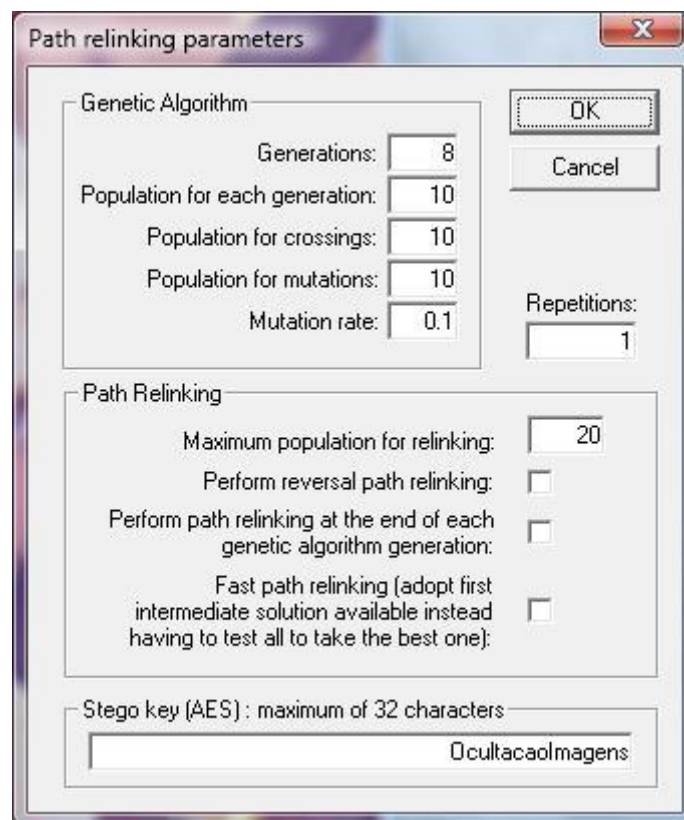 Path relinking parameters
Genetic Algorithm
OK
Generations: 8
Cancel
Population for each generation: 10
Population for crossings: 10
Population for mutations: 10
Repetitions:
Mutation rate: 0.1
1
Path Relinking
Maximum population for relinking: 20
Perform reversal path relinking:
Perform path relinking at the end of each
genetic algorithm generation:
Fast path relinking (adopt first
intermediate solution available instead
having to test all to take the best one):
Stego key (AES) : maximum of 32 characters
OcultacaoImagens